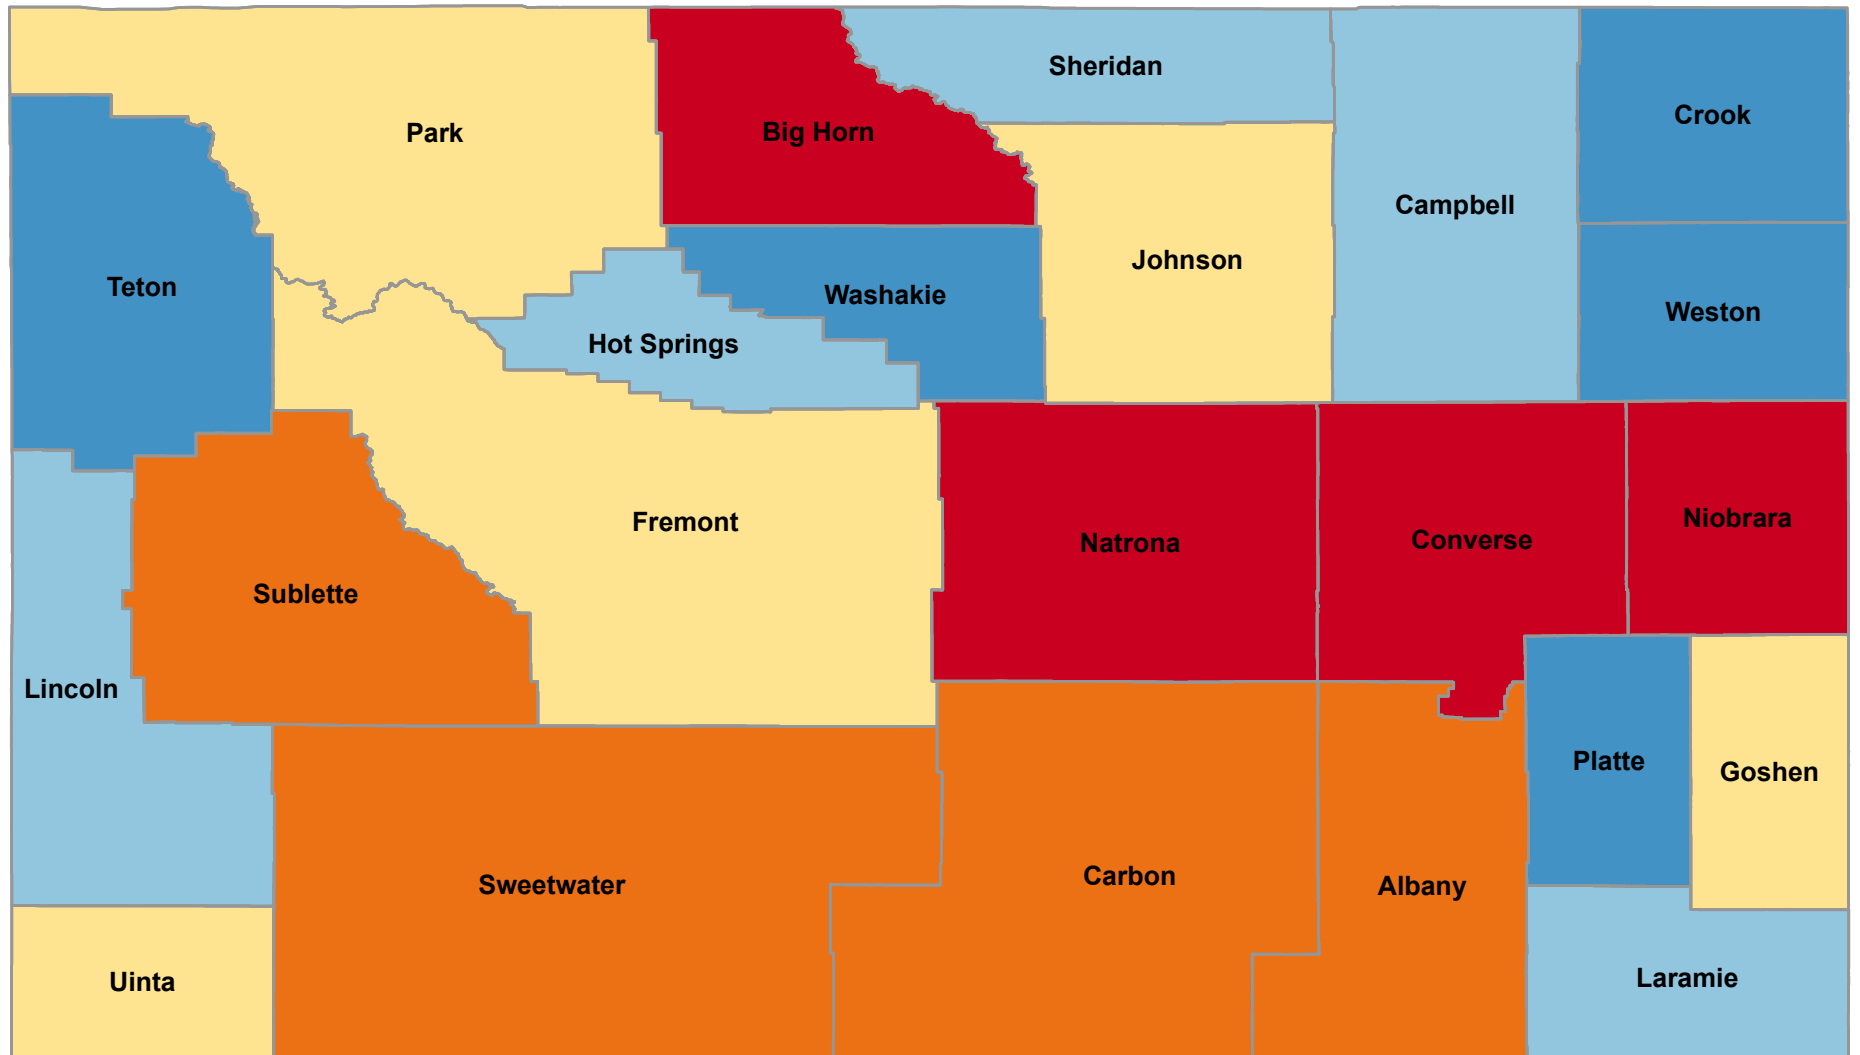 Sheridan
Crook
Park
Big Horn
Campbell
Johnson
Teton
Washakie
Weston
Hot Springs
Fremont
Natrona
Converse
Niobrara
Sublette
Lincoln
Platte
Goshen
Sweetwater
Carbon
Albany
Uinta
Laramie